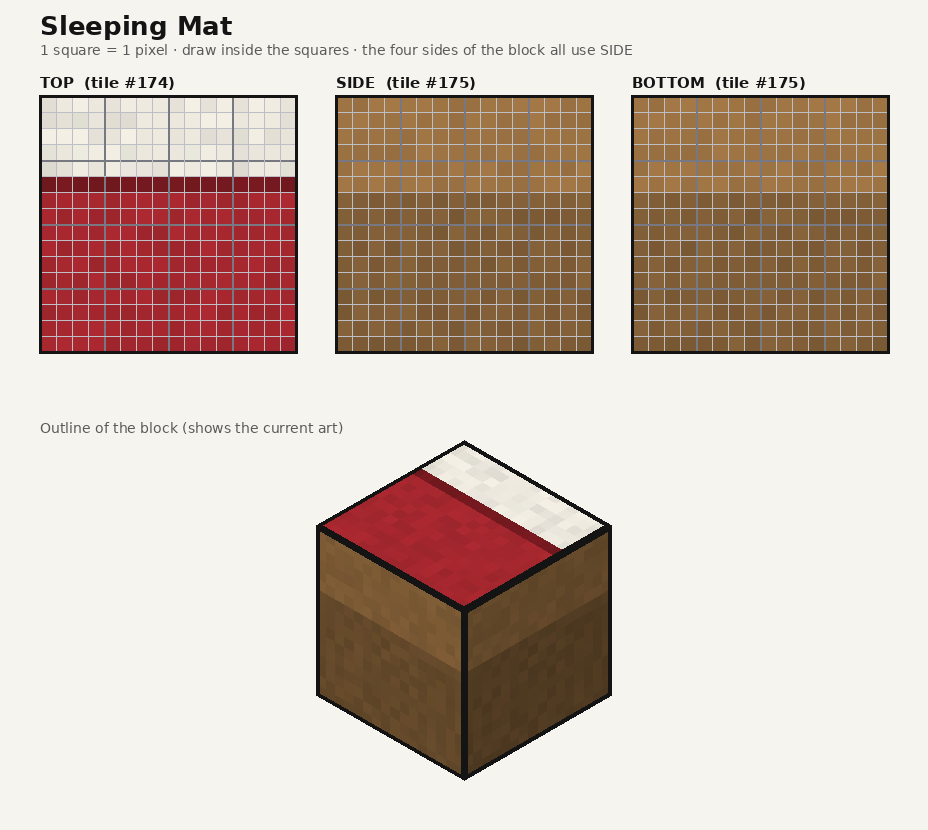 Sleeping Mat
1 square = 1 pixel · draw inside the squares · the four sides of the block all use SIDE
TOP (tile #174)
SIDE (tile #175)
BOTTOM (tile #175)
Outline of the block (shows the current art)